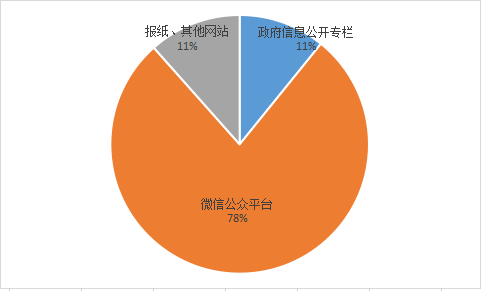 报纸、其他网站
11%
政府信息公开专栏
11%
微信公众平台
78%